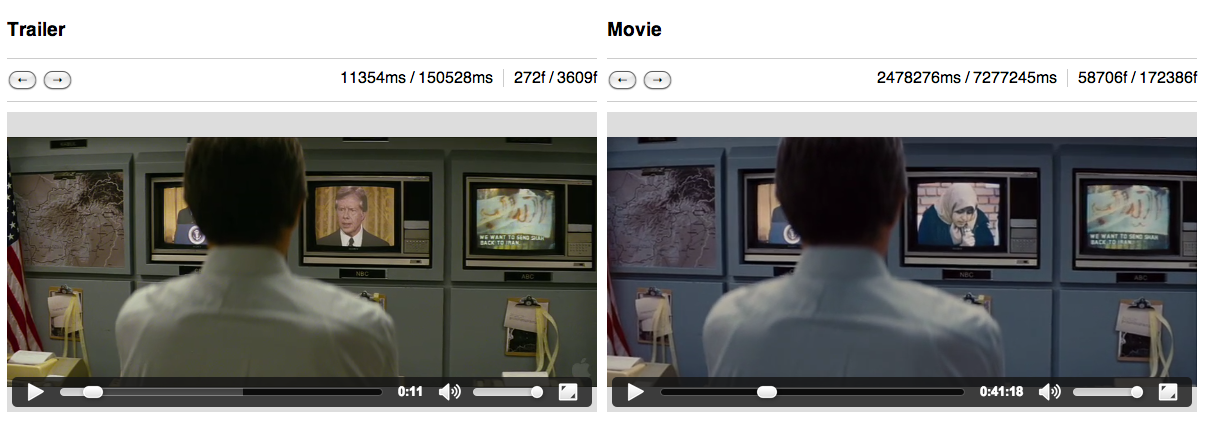 Trailer
Movie
11354ms / 150528ms
272f / 3609f
2478276ms / 7277245ms
58706f / 172386f
WE WANT TO SEND SHAH
BACK TO IRAN.
NBC
ABC
WE WANT TO SEND SHAH
BACK TO IRAN.
NBC
ABC
0:11
0:41:18